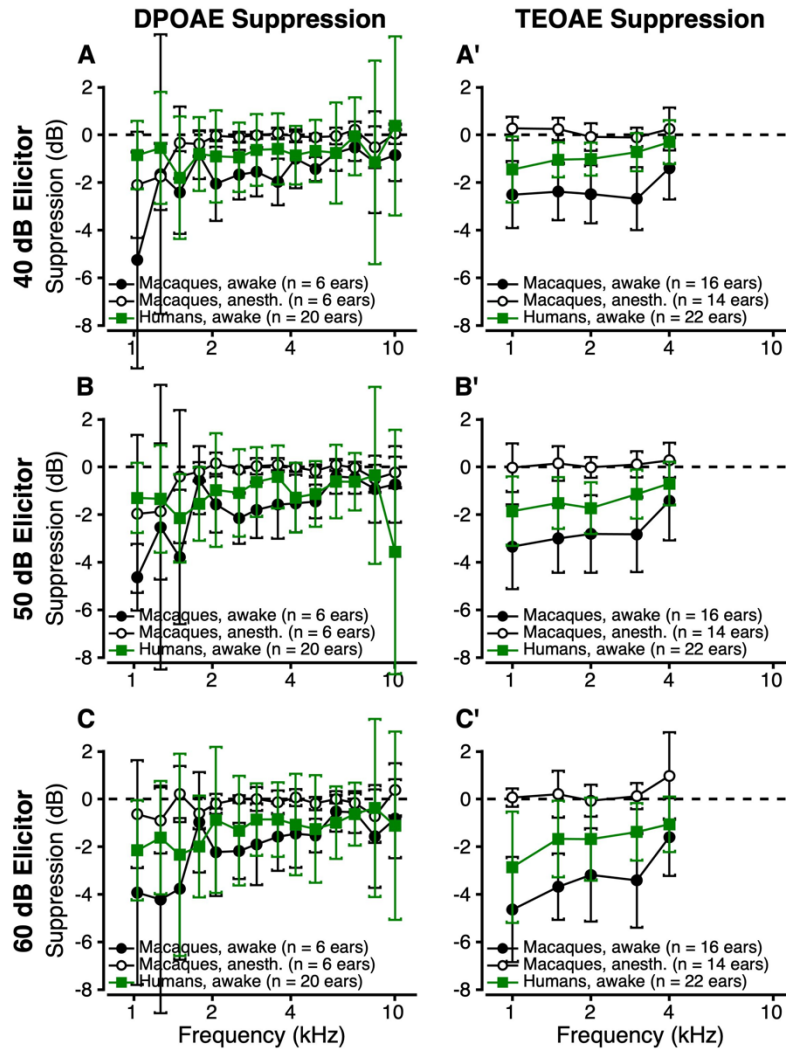 DPOAE Suppression
TEOAE Suppression
40 dB Elicitor
Suppression (dB)
A
2
0
-2
-4
-6
-8
Macaques, awake (n = 6 ears)
Macaques, anesth. (n = 6 ears)
Humans, awake (n = 20 ears)
1
2
4
10
A'
2
0
-2
-4
-6
-8
Macaques, awake (n = 16 ears)
Macaques, anesth. (n = 14 ears)
Humans, awake (n = 22 ears)
1
2
4
10
50 dB Elicitor
Suppression (dB)
B
2
0
-2
-4
-6
-8
Macaques, awake (n = 6 ears)
Macaques, anesth. (n = 6 ears)
Humans, awake (n = 20 ears)
1
2
4
10
B'
2
0
-2
-4
-6
-8
Macaques, awake (n = 16 ears)
Macaques, anesth. (n = 14 ears)
Humans, awake (n = 22 ears)
1
2
4
10
60 dB Elicitor
Suppression (dB)
C
2
0
-2
-4
-6
-8
Macaques, awake (n = 6 ears)
Macaques, anesth. (n = 6 ears)
Humans, awake (n = 20 ears)
1
2
4
10
Frequency (kHz)
C'
2
0
-2
-4
-6
-8
Macaques, awake (n = 16 ears)
Macaques, anesth. (n = 14 ears)
Humans, awake (n = 22 ears)
1
2
4
10
Frequency (kHz)